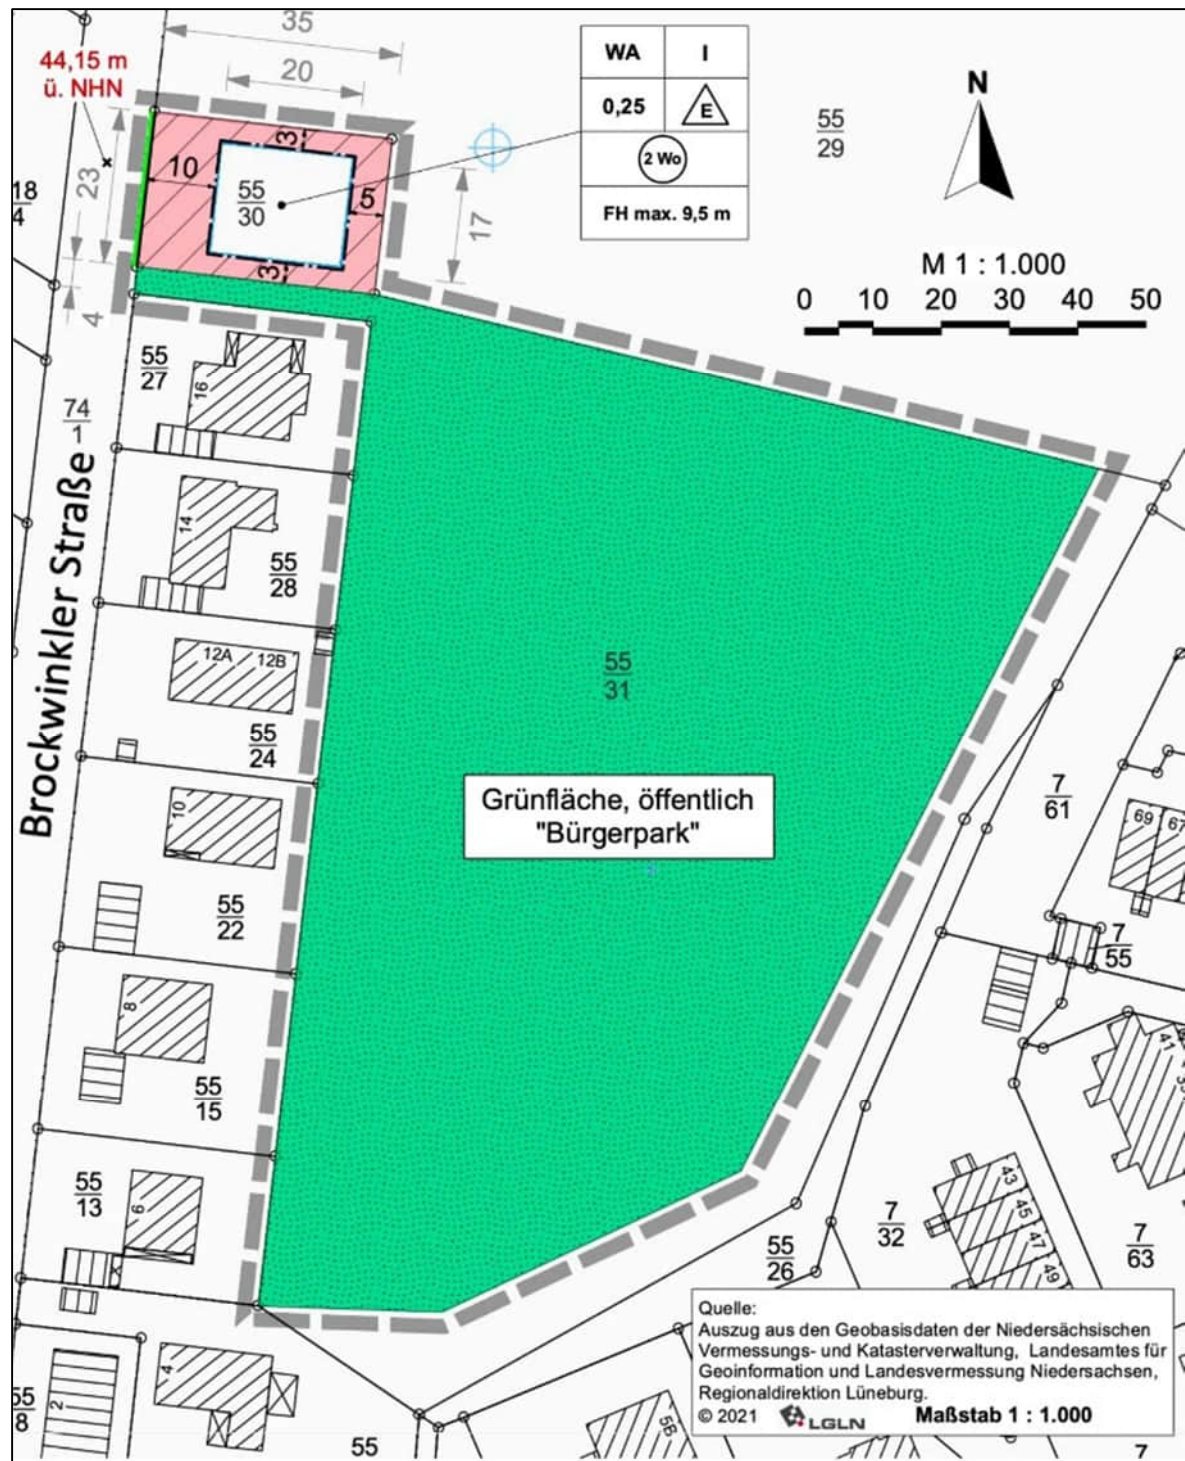 35
44,15 m
ü. NHN
20
WA I
0,25 E
2 Wo
FH max. 9,5 m
N
55
29
3
10
23
55
30
5
17
18
4
3
4
M 1 : 1.000
0 10 20 30 40 50
55
27
16
74
1
Brockwinkler Straße
14
55
28
12A 12B
55
24
55
31
Grünfläche, öffentlich
"Bürgerpark"
10
55
22
7
61
69 67
7
55
8
55
15
41
55
13
6
43
45
47
49
7
32
7
63
55
26
4
2
55
8
55
5B
7
Quelle:
Auszug aus den Geobasisdaten der Niedersächsischen
Vermessungs- und Katasterverwaltung, Landesamtes für
Geoinformation und Landesvermessung Niedersachsen,
Regionaldirektion Lüneburg.
© 2021 LGLN Maßstab 1 : 1.000